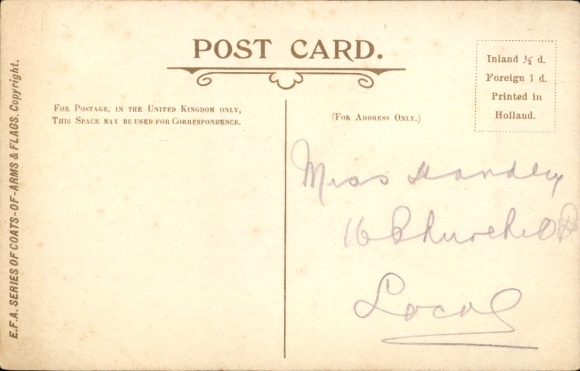 POST CARD.
Inland ½ d.
Foreign 1 d.
Printed in
Holland.
FOR POSTAGE, IN THE UNITED KINGDOM ONLY,
THIS SPACE MAY BE USED FOR CORRESPONDENCE.
(FOR ADDRESS ONLY.)
Miss Handley
16 Churchill Rd
Local
E.F.A. SERIES OF COATS-OF-ARMS & FLAGS. Copyright.